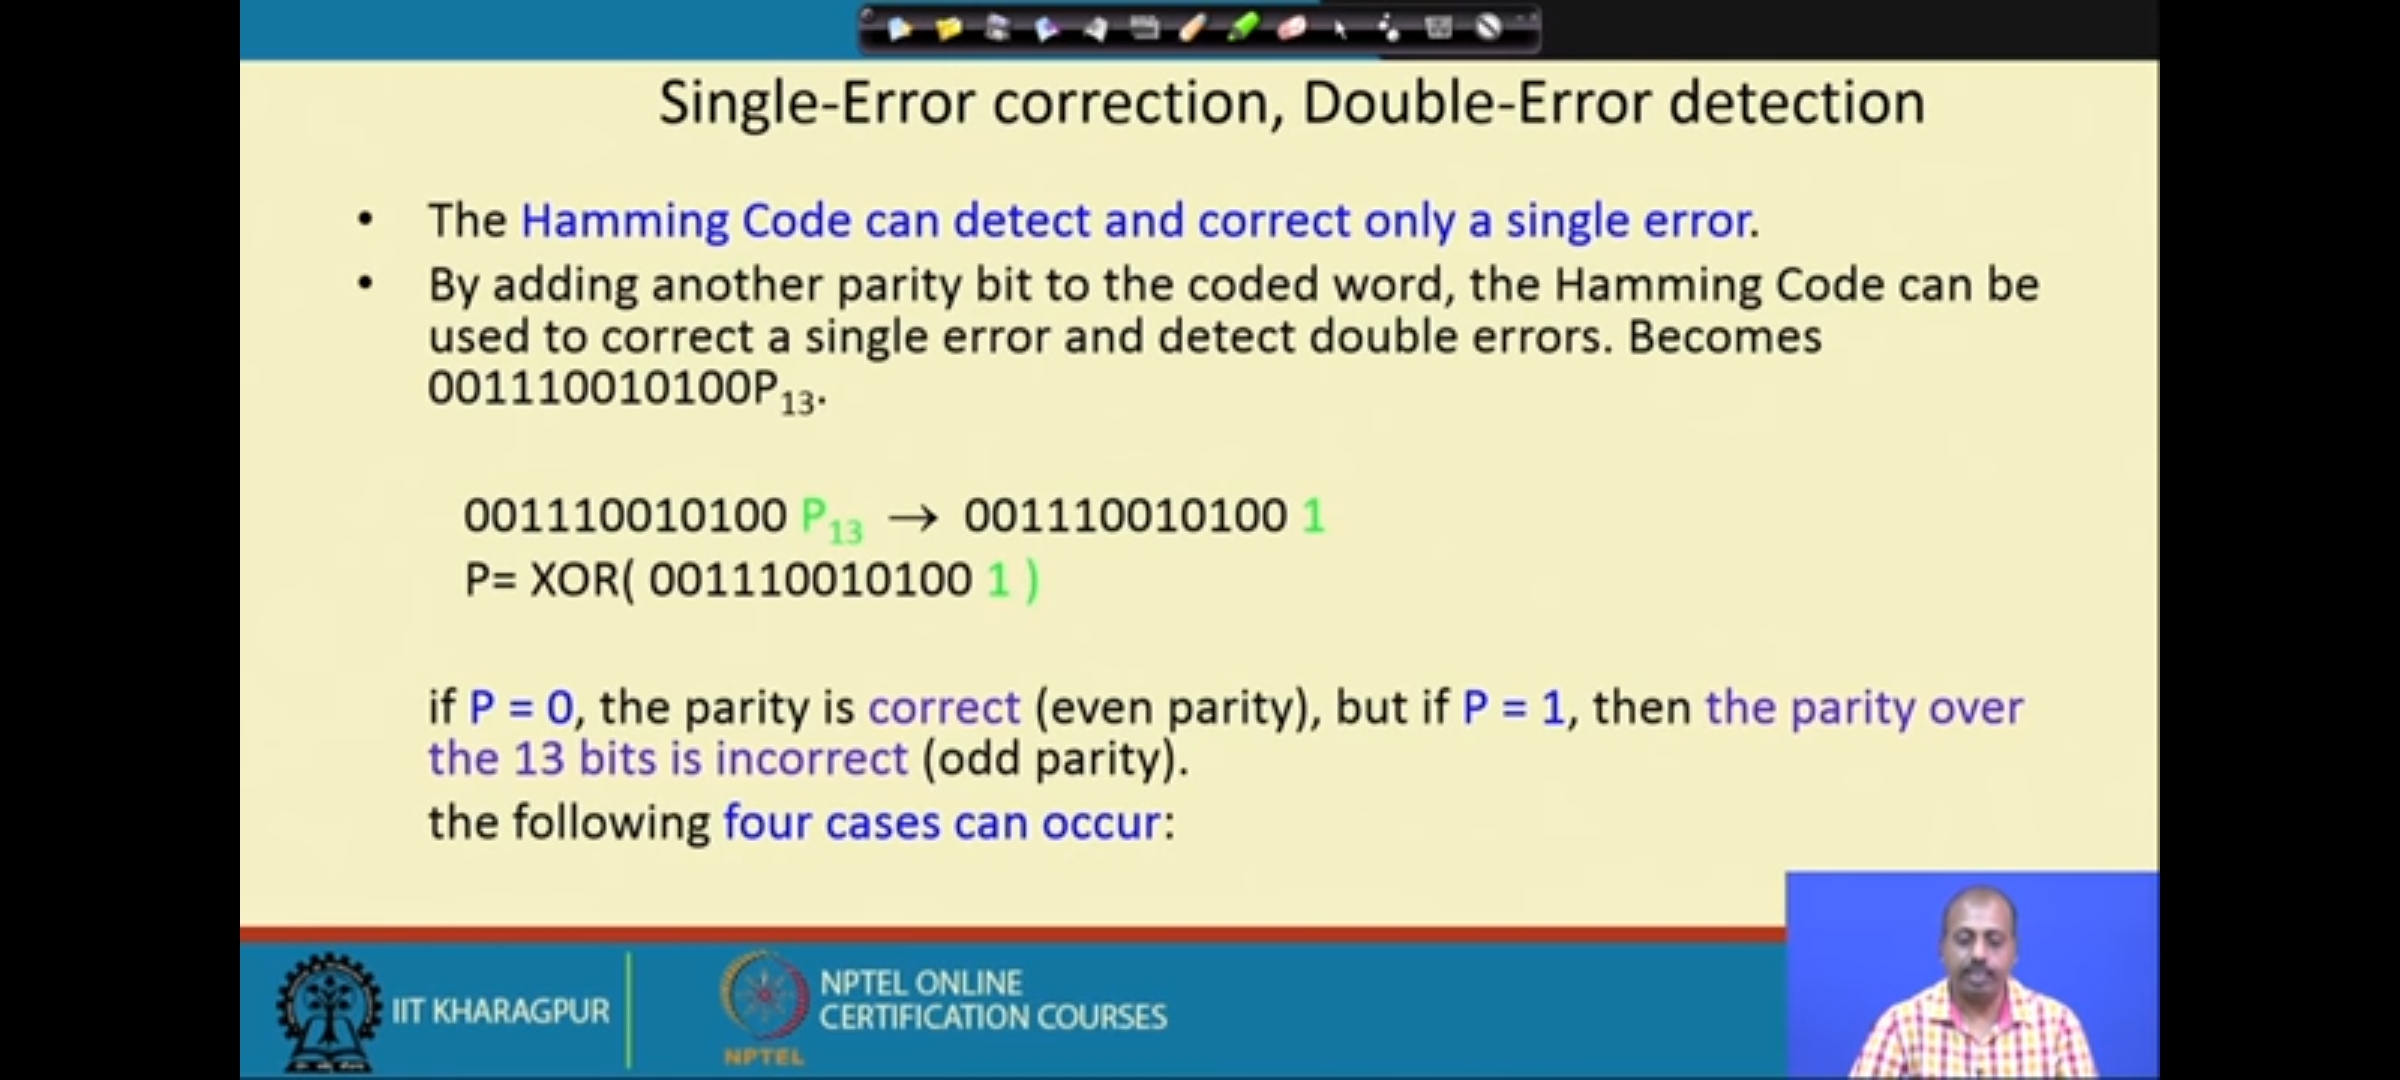 Single-Error correction, Double-Error detection
• The Hamming Code can detect and correct only a single error.
• By adding another parity bit to the coded word, the Hamming Code can be
used to correct a single error and detect double errors. Becomes
001110010100P₁₃.
001110010100 P₁₃ → 001110010100 1
P= XOR( 001110010100 1 )
if P = 0, the parity is correct (even parity), but if P = 1, then the parity over
the 13 bits is incorrect (odd parity).
the following four cases can occur:
IIT KHARAGPUR
NPTEL
NPTEL ONLINE
CERTIFICATION COURSES